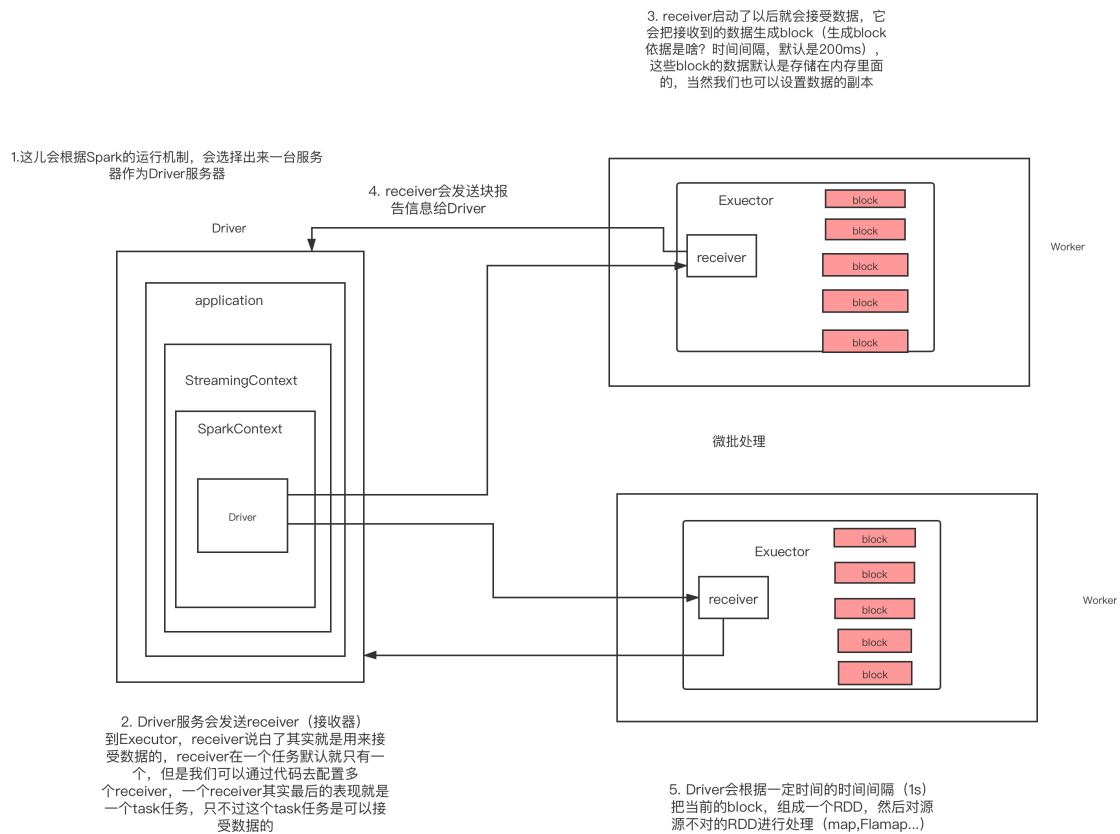 3. receiver启动了以后就会接受数据，它
会把接收到的数据生成block（生成block
依据是啥？时间间隔，默认是200ms），
这些block的数据默认是存储在内存里面
的，当然我们也可以设置数据的副本
1.这儿会根据Spark的运行机制，会选择出来一台服务
器作为Driver服务器
4. receiver会发送块报
告信息给Driver
Driver
application
StreamingContext
SparkContext
Driver
Exuector
receiver
block
block
block
block
block
Worker
微批处理
Exuector
receiver
block
block
block
block
block
Worker
2. Driver服务会发送receiver（接收器）
到Executor，receiver说白了其实就是用来接
受数据的，receiver在一个任务默认就只有一
个，但是我们可以通过代码去配置多
个receiver，一个receiver其实最后的表现就是
一个task任务，只不过这个task任务是可以接
受数据的
5. Driver会根据一定时间的时间间隔（1s）
把当前的block，组成一个RDD，然后对源
源不对的RDD进行处理（map,Flamap...）